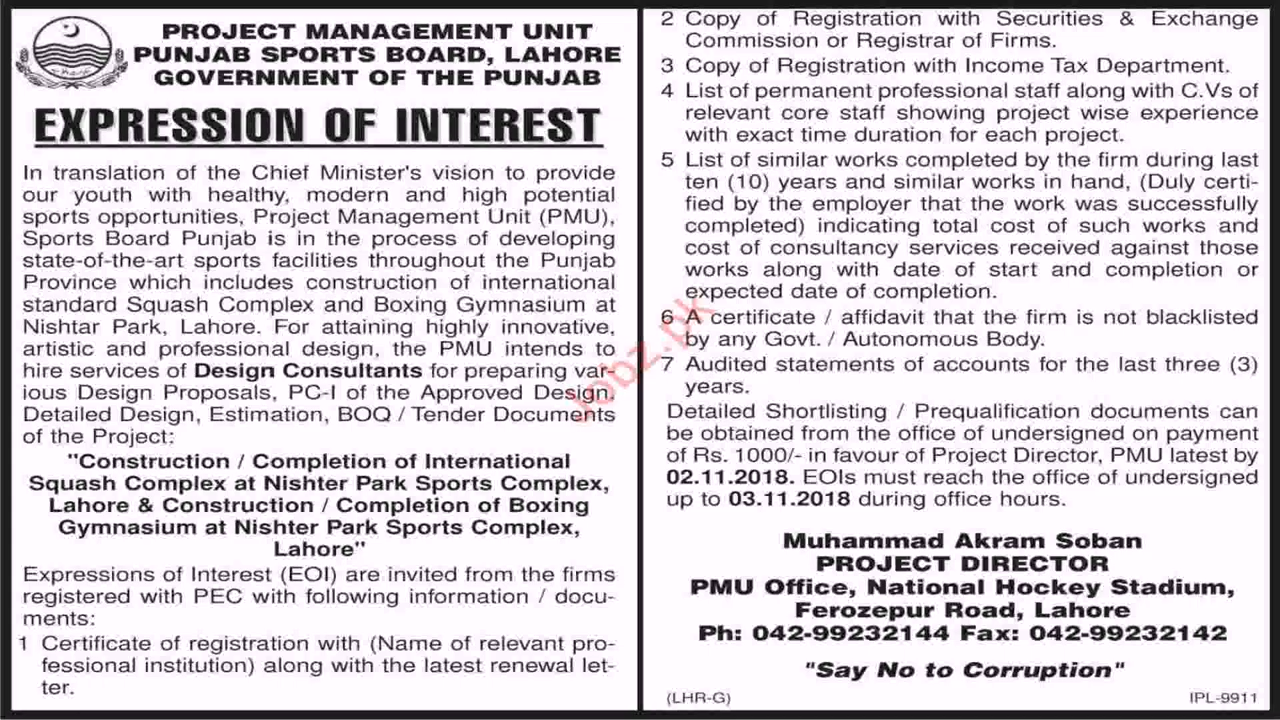 PROJECT MANAGEMENT UNIT
PUNJAB SPORTS BOARD, LAHORE
GOVERNMENT OF THE PUNJAB
EXPRESSION OF INTEREST
In translation of the Chief Minister's vision to provide
our youth with healthy, modern and high potential
sports opportunities, Project Management Unit (PMU),
Sports Board Punjab is in the process of developing
state-of-the-art sports facilities throughout the Punjab
Province which includes construction of international
standard Squash Complex and Boxing Gymnasium at
Nishtar Park, Lahore. For attaining highly innovative,
artistic and professional design, the PMU intends to
hire services of Design Consultants for preparing var-
ious Design Proposals, PC-I of the Approved Design,
Detailed Design, Estimation, BOQ / Tender Documents
of the Project:
"Construction / Completion of International
Squash Complex at Nishter Park Sports Complex,
Lahore & Construction / Completion of Boxing
Gymnasium at Nishter Park Sports Complex,
Lahore"
Expressions of Interest (EOI) are invited from the firms
registered with PEC with following information / docu-
ments:
1 Certificate of registration with (Name of relevant pro-
fessional institution) along with the latest renewal let-
ter.
2 Copy of Registration with Securities & Exchange
Commission or Registrar of Firms.
3 Copy of Registration with Income Tax Department.
4 List of permanent professional staff along with C.Vs of
relevant core staff showing project wise experience
with exact time duration for each project.
5 List of similar works completed by the firm during last
ten (10) years and similar works in hand, (Duly certi-
fied by the employer that the work was successfully
completed) indicating total cost of such works and
cost of consultancy services received against those
works along with date of start and completion or
expected date of completion.
6 A certificate / affidavit that the firm is not blacklisted
by any Govt. / Autonomous Body.
7 Audited statements of accounts for the last three (3)
years.
Detailed Shortlisting / Prequalification documents can
be obtained from the office of undersigned on payment
of Rs. 1000/- in favour of Project Director, PMU latest by
02.11.2018. EOIs must reach the office of undersigned
up to 03.11.2018 during office hours.
Muhammad Akram Soban
PROJECT DIRECTOR
PMU Office, National Hockey Stadium,
Ferozepur Road, Lahore
Ph: 042-99232144 Fax: 042-99232142
"Say No to Corruption"
(LHR-G) IPL-9911
Jobz.pk